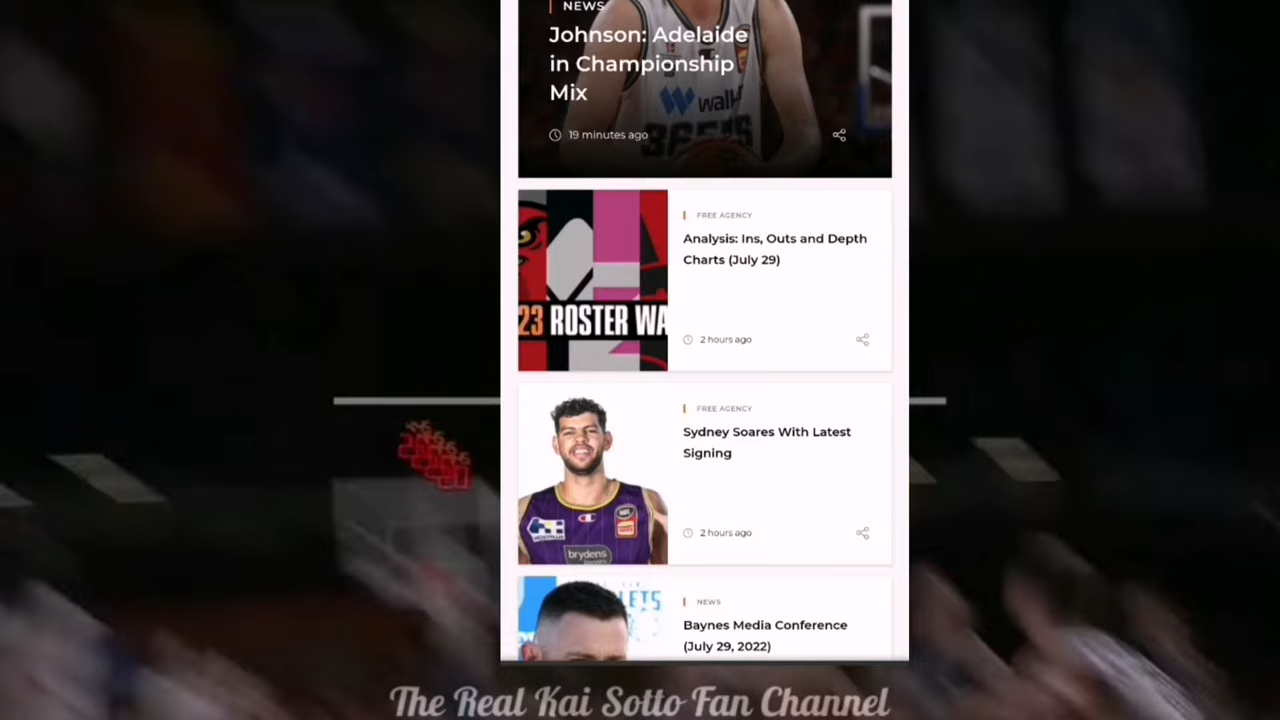 NEWS
Johnson: Adelaide
in Championship
Mix
19 minutes ago
FREE AGENCY
Analysis: Ins, Outs and Depth
Charts (July 29)
23 ROSTER WA
2 hours ago
FREE AGENCY
Sydney Soares With Latest
Signing
brydens
2 hours ago
NEWS
Baynes Media Conference
(July 29, 2022)
The Real Kai Sotto Fan Channel